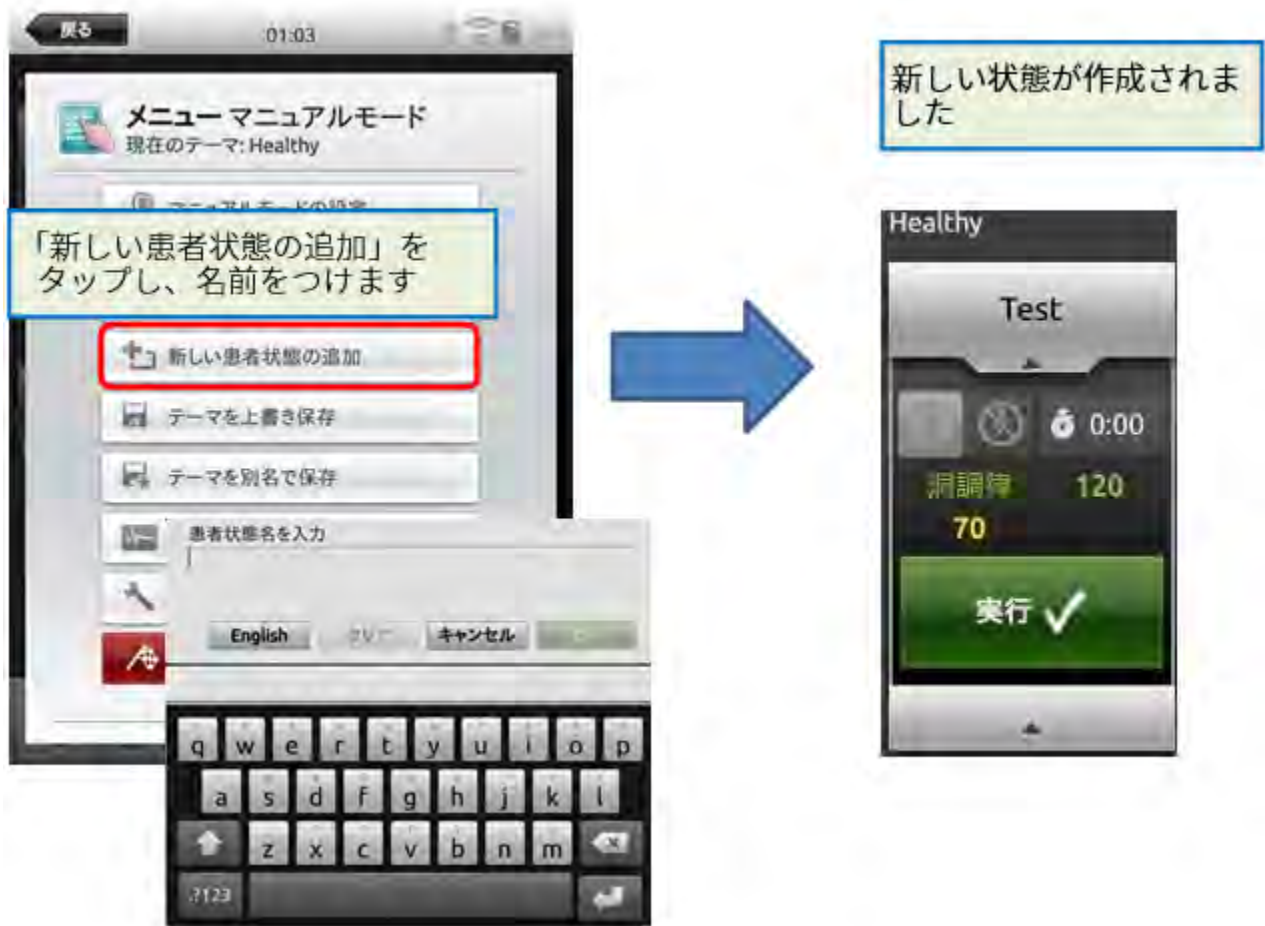 戻る
01:03
メニュー マニュアルモード
現在のテーマ: Healthy
「新しい患者状態の追加」を
タップし、名前をつけます
新しい患者状態の追加
テーマを上書き保存
テーマを別名で保存
患者状態名を入力
English
キャンセル
q w e r t y u i o p
a s d f g h j k l
z x c v b n m
.?123
新しい状態が作成されま
した
Healthy
Test
0:00
洞調律 120
70
実行